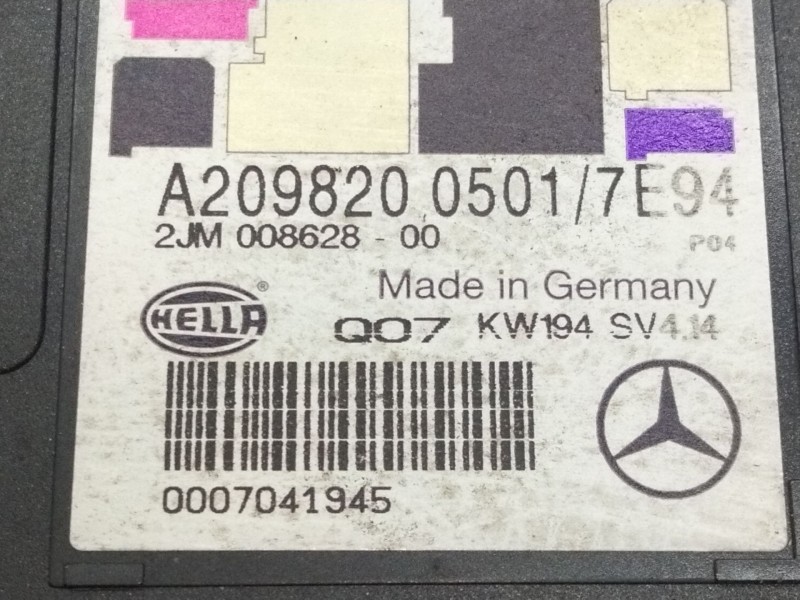 A209820 0501/7E94
2JM 008628 - 00
P04
Made in Germany
HELLA®
Q07 KW194 SV4.14
0007041945